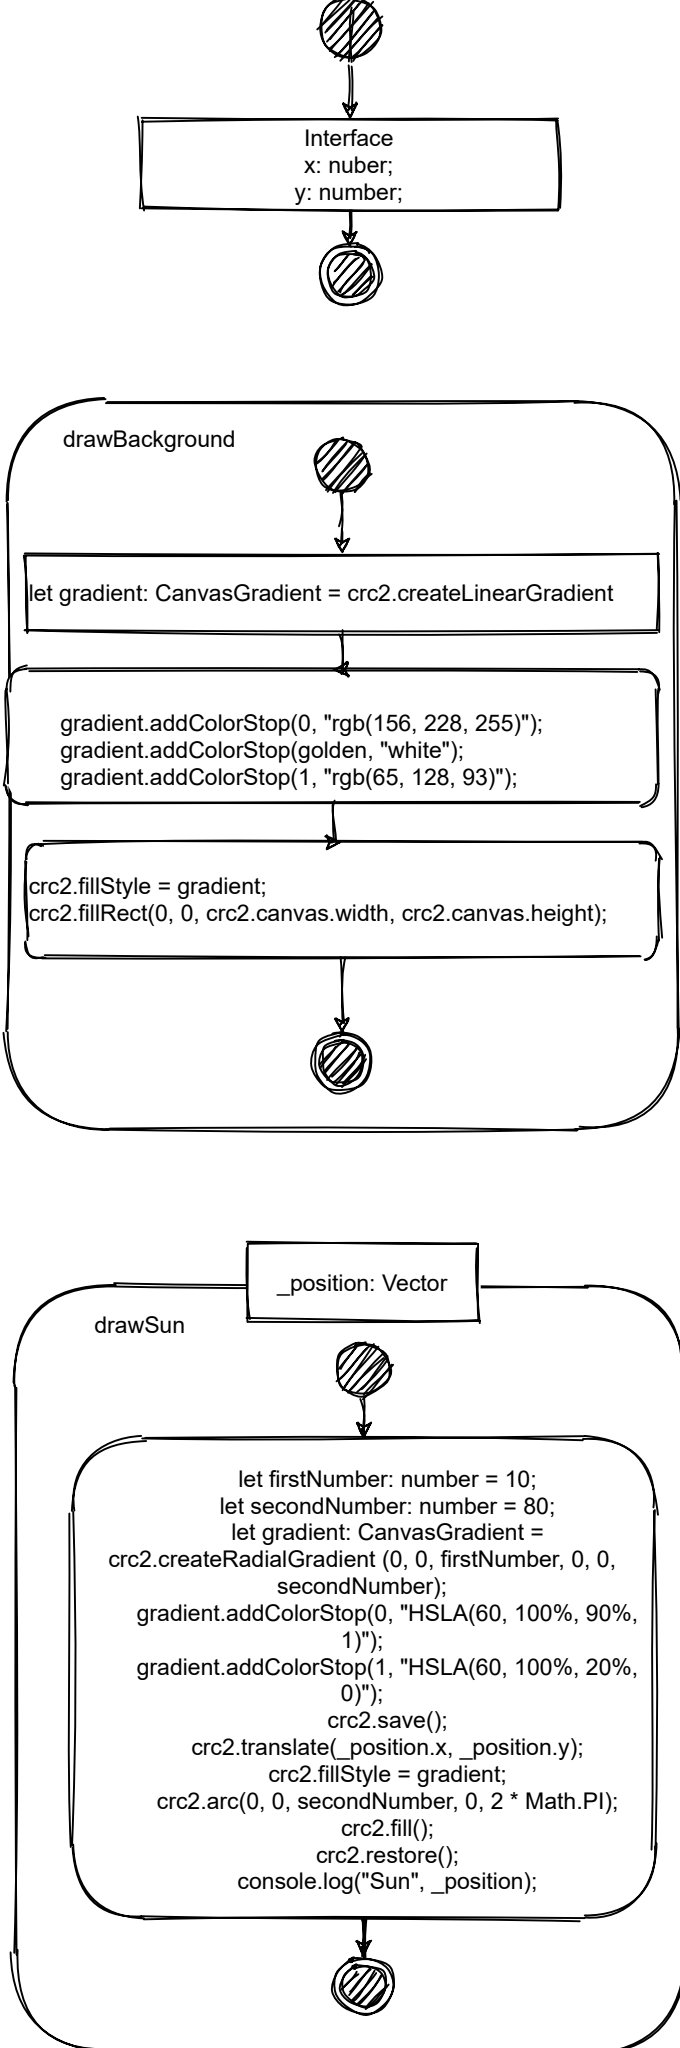 Interface
x: nuber;
y: number;
drawBackground
let gradient: CanvasGradient = crc2.createLinearGradient
gradient.addColorStop(0, "rgb(156, 228, 255)");
gradient.addColorStop(golden, "white");
gradient.addColorStop(1, "rgb(65, 128, 93)");
crc2.fillStyle = gradient;
crc2.fillRect(0, 0, crc2.canvas.width, crc2.canvas.height);
_position: Vector
drawSun
let firstNumber: number = 10;
let secondNumber: number = 80;
let gradient: CanvasGradient =
crc2.createRadialGradient (0, 0, firstNumber, 0, 0,
secondNumber);
gradient.addColorStop(0, "HSLA(60, 100%, 90%,
1)");
gradient.addColorStop(1, "HSLA(60, 100%, 20%,
0)");
crc2.save();
crc2.translate(_position.x, _position.y);
crc2.fillStyle = gradient;
crc2.arc(0, 0, secondNumber, 0, 2 * Math.PI);
crc2.fill();
crc2.restore();
console.log("Sun", _position);